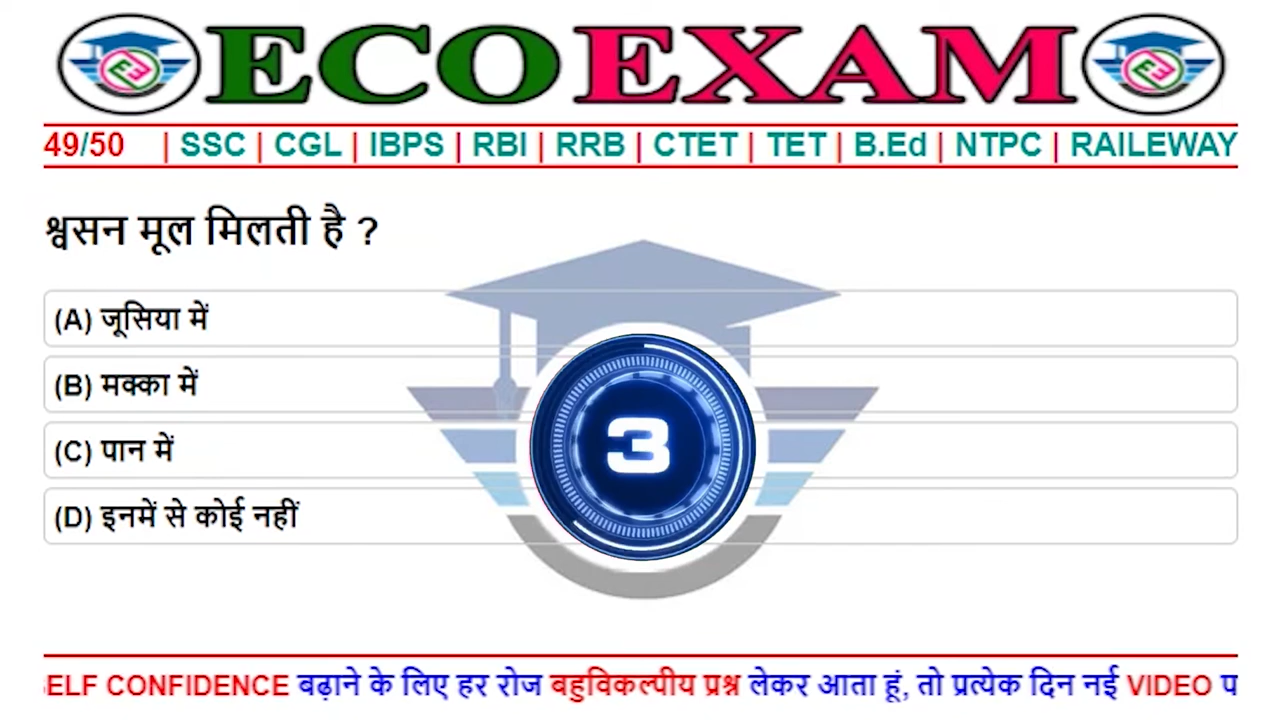 ECOEXAM
49/50 | SSC | CGL | IBPS | RBI | RRB | CTET | TET | B.Ed | NTPC | RAILEWAY
श्वसन मूल मिलती है ?
(A) जूसिया में
(B) मक्का में
(C) पान में
(D) इनमें से कोई नहीं
3
ELF CONFIDENCE बढ़ाने के लिए हर रोज बहुविकल्पीय प्रश्न लेकर आता हूं, तो प्रत्येक दिन नई VIDEO प